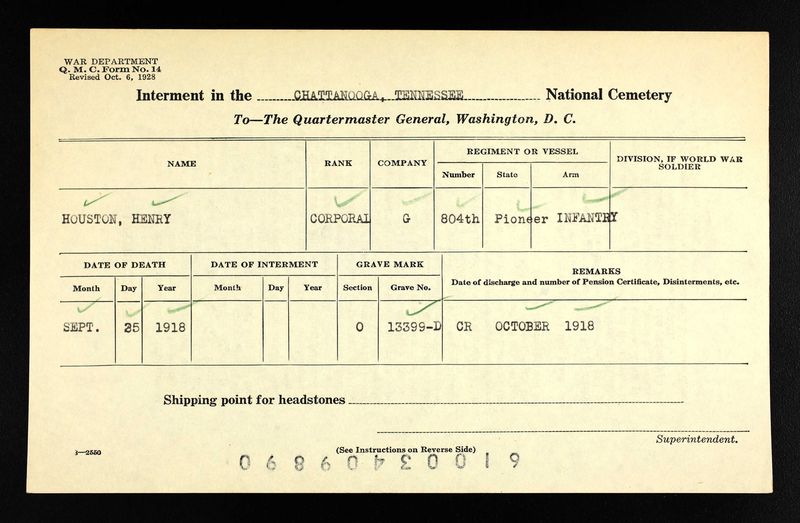 WAR DEPARTMENT
Q. M. C. Form No. 14
Revised Oct. 6, 1928
Interment in the CHATTANOOGA, TENNESSEE National Cemetery
To—The Quartermaster General, Washington, D. C.
NAME RANK COMPANY REGIMENT OR VESSEL DIVISION, IF WORLD WAR SOLDIER
Number State Arm
HOUSTON, HENRY CORPORAL G 804th Pioneer INFANTRY
DATE OF DEATH DATE OF INTERMENT GRAVE MARK REMARKS
Month Day Year Month Day Year Section Grave No. Date of discharge and number of Pension Certificate, Disinterments, etc.
SEPT. 25 1918 O 13399-D CR OCTOBER 1918
Shipping point for headstones
Superintendent.
3—2550
(See Instructions on Reverse Side)